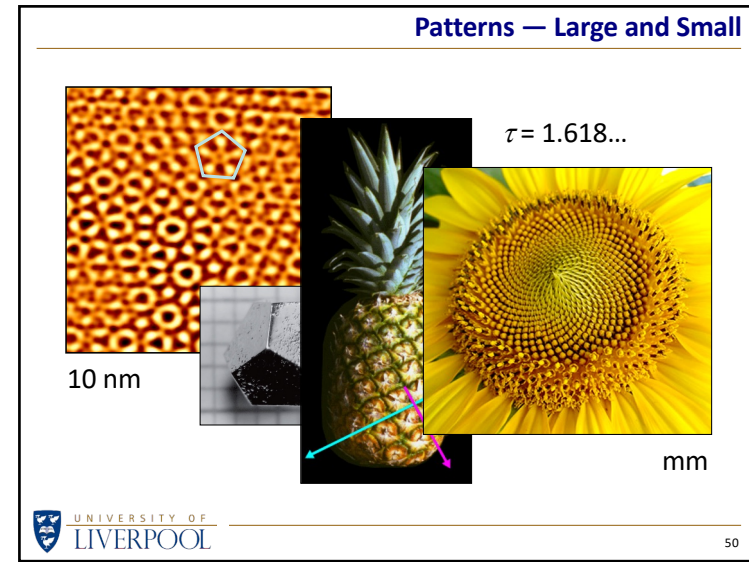 Patterns — Large and Small
τ = 1.618...
10 nm
mm
UNIVERSITY OF
LIVERPOOL
50